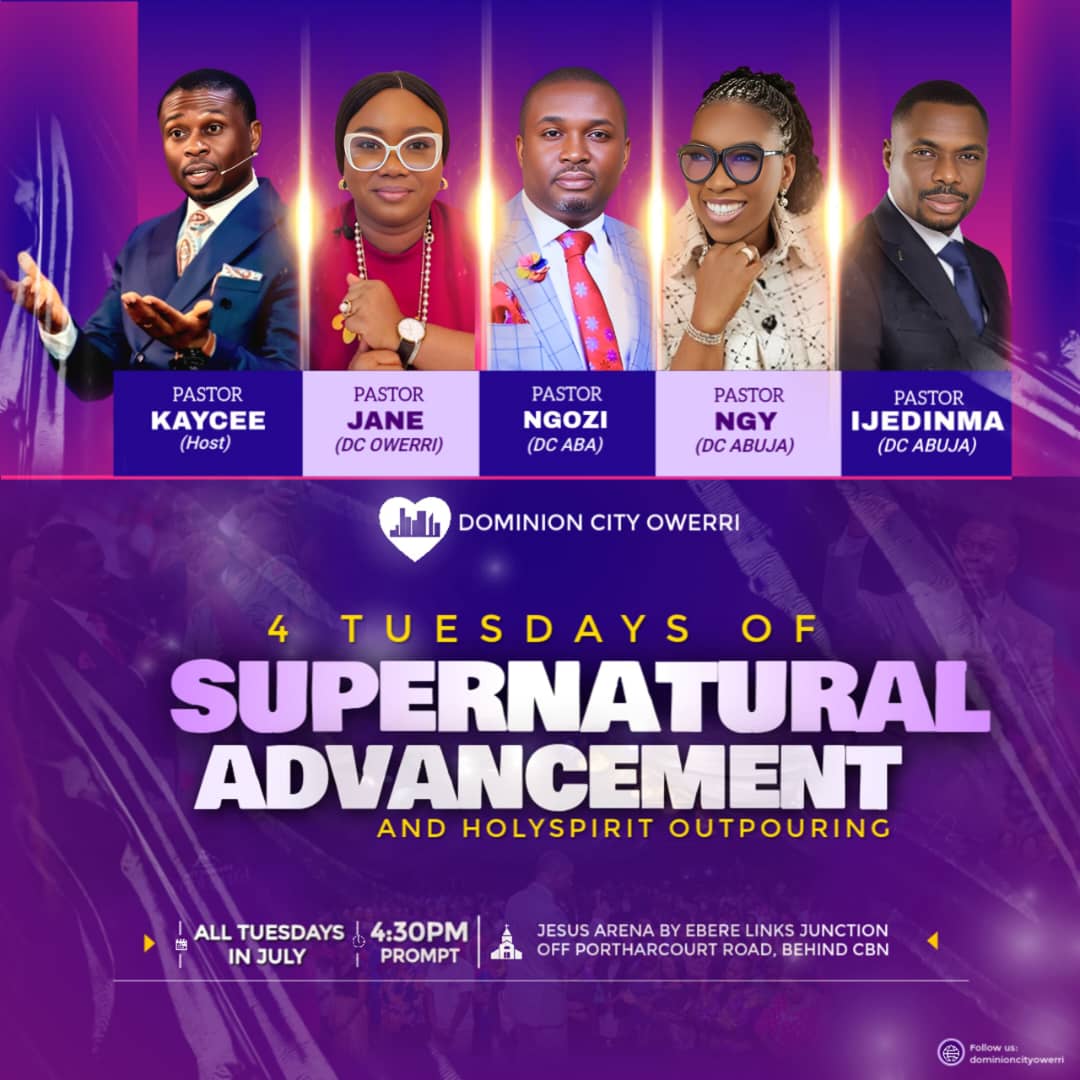 PASTOR
KAYCEE
(Host)
PASTOR
JANE
(DC OWERRI)
PASTOR
NGOZI
(DC ABA)
PASTOR
NGY
(DC ABUJA)
PASTOR
IJEDINMA
(DC ABUJA)
DOMINION CITY OWERRI
4 TUESDAYS OF
SUPERNATURAL
ADVANCEMENT
AND HOLYSPIRIT OUTPOURING
ALL TUESDAYS
IN JULY
4:30PM
PROMPT
JESUS ARENA BY EBERE LINKS JUNCTION
OFF PORTHARCOURT ROAD, BEHIND CBN
Follow us:
dominioncityowerri